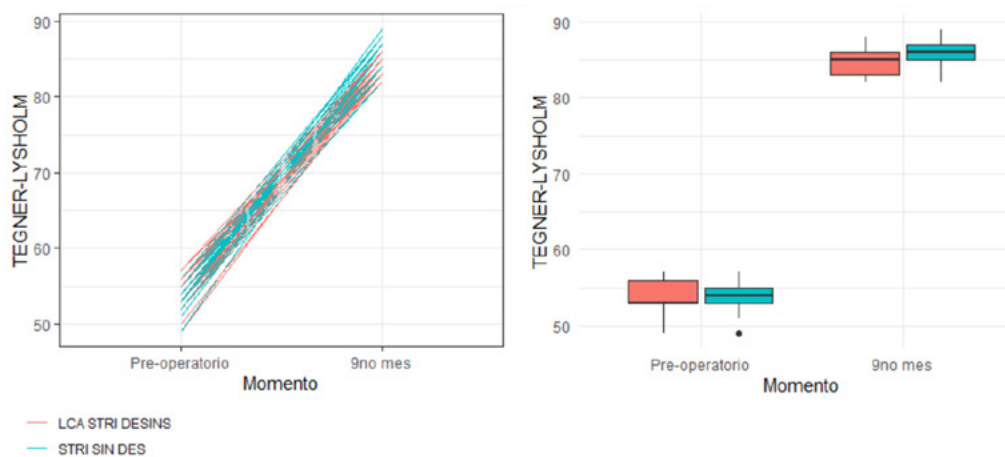 90
80
70
60
50
TEGNER-LYSHOLM
Pre-operatorio
9no mes
Momento
LCA STRI DESINS
STRI SIN DES
90
80
70
60
50
TEGNER-LYSHOLM
Pre-operatorio
9no mes
Momento